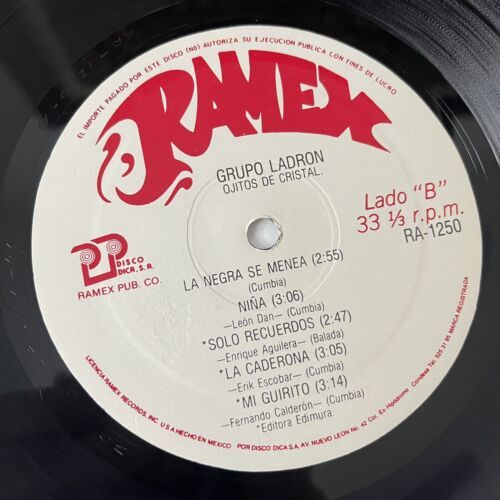 EL IMPORTE PAGADO POR ESTE DISCO (NO) AUTORIZA SU EJECUCION PUBLICA CON FINES DE LUCRO
RAMEX
GRUPO LADRON
OJITOS DE CRISTAL.
Lado "B"
33 ⅓ r.p.m.
RA-1250
DISCO
DICA, S.A.
RAMEX PUB. CO.
LA NEGRA SE MENEA (2:55)
(Cumbia)
NIÑA (3:06)
—León Dan— (Cumbia)
*SOLO RECUERDOS (2:47)
—Enrique Aguilera— (Balada)
*LA CADERONA (3:05)
—Erik Escobar— (Cumbia)
*MI GUIRITO (3:14)
—Fernando Calderón— (Cumbia)
*Editora Edimura.
LICENCIA RAMEX RECORDS, INC. U S A HECHO EN MEXICO POR DISCO DICA S.A. AV. NUEVO LEON No. 42 Col. Ex Hipódromo Condesa Tel. 525 31 95 MARCA REGISTRADA